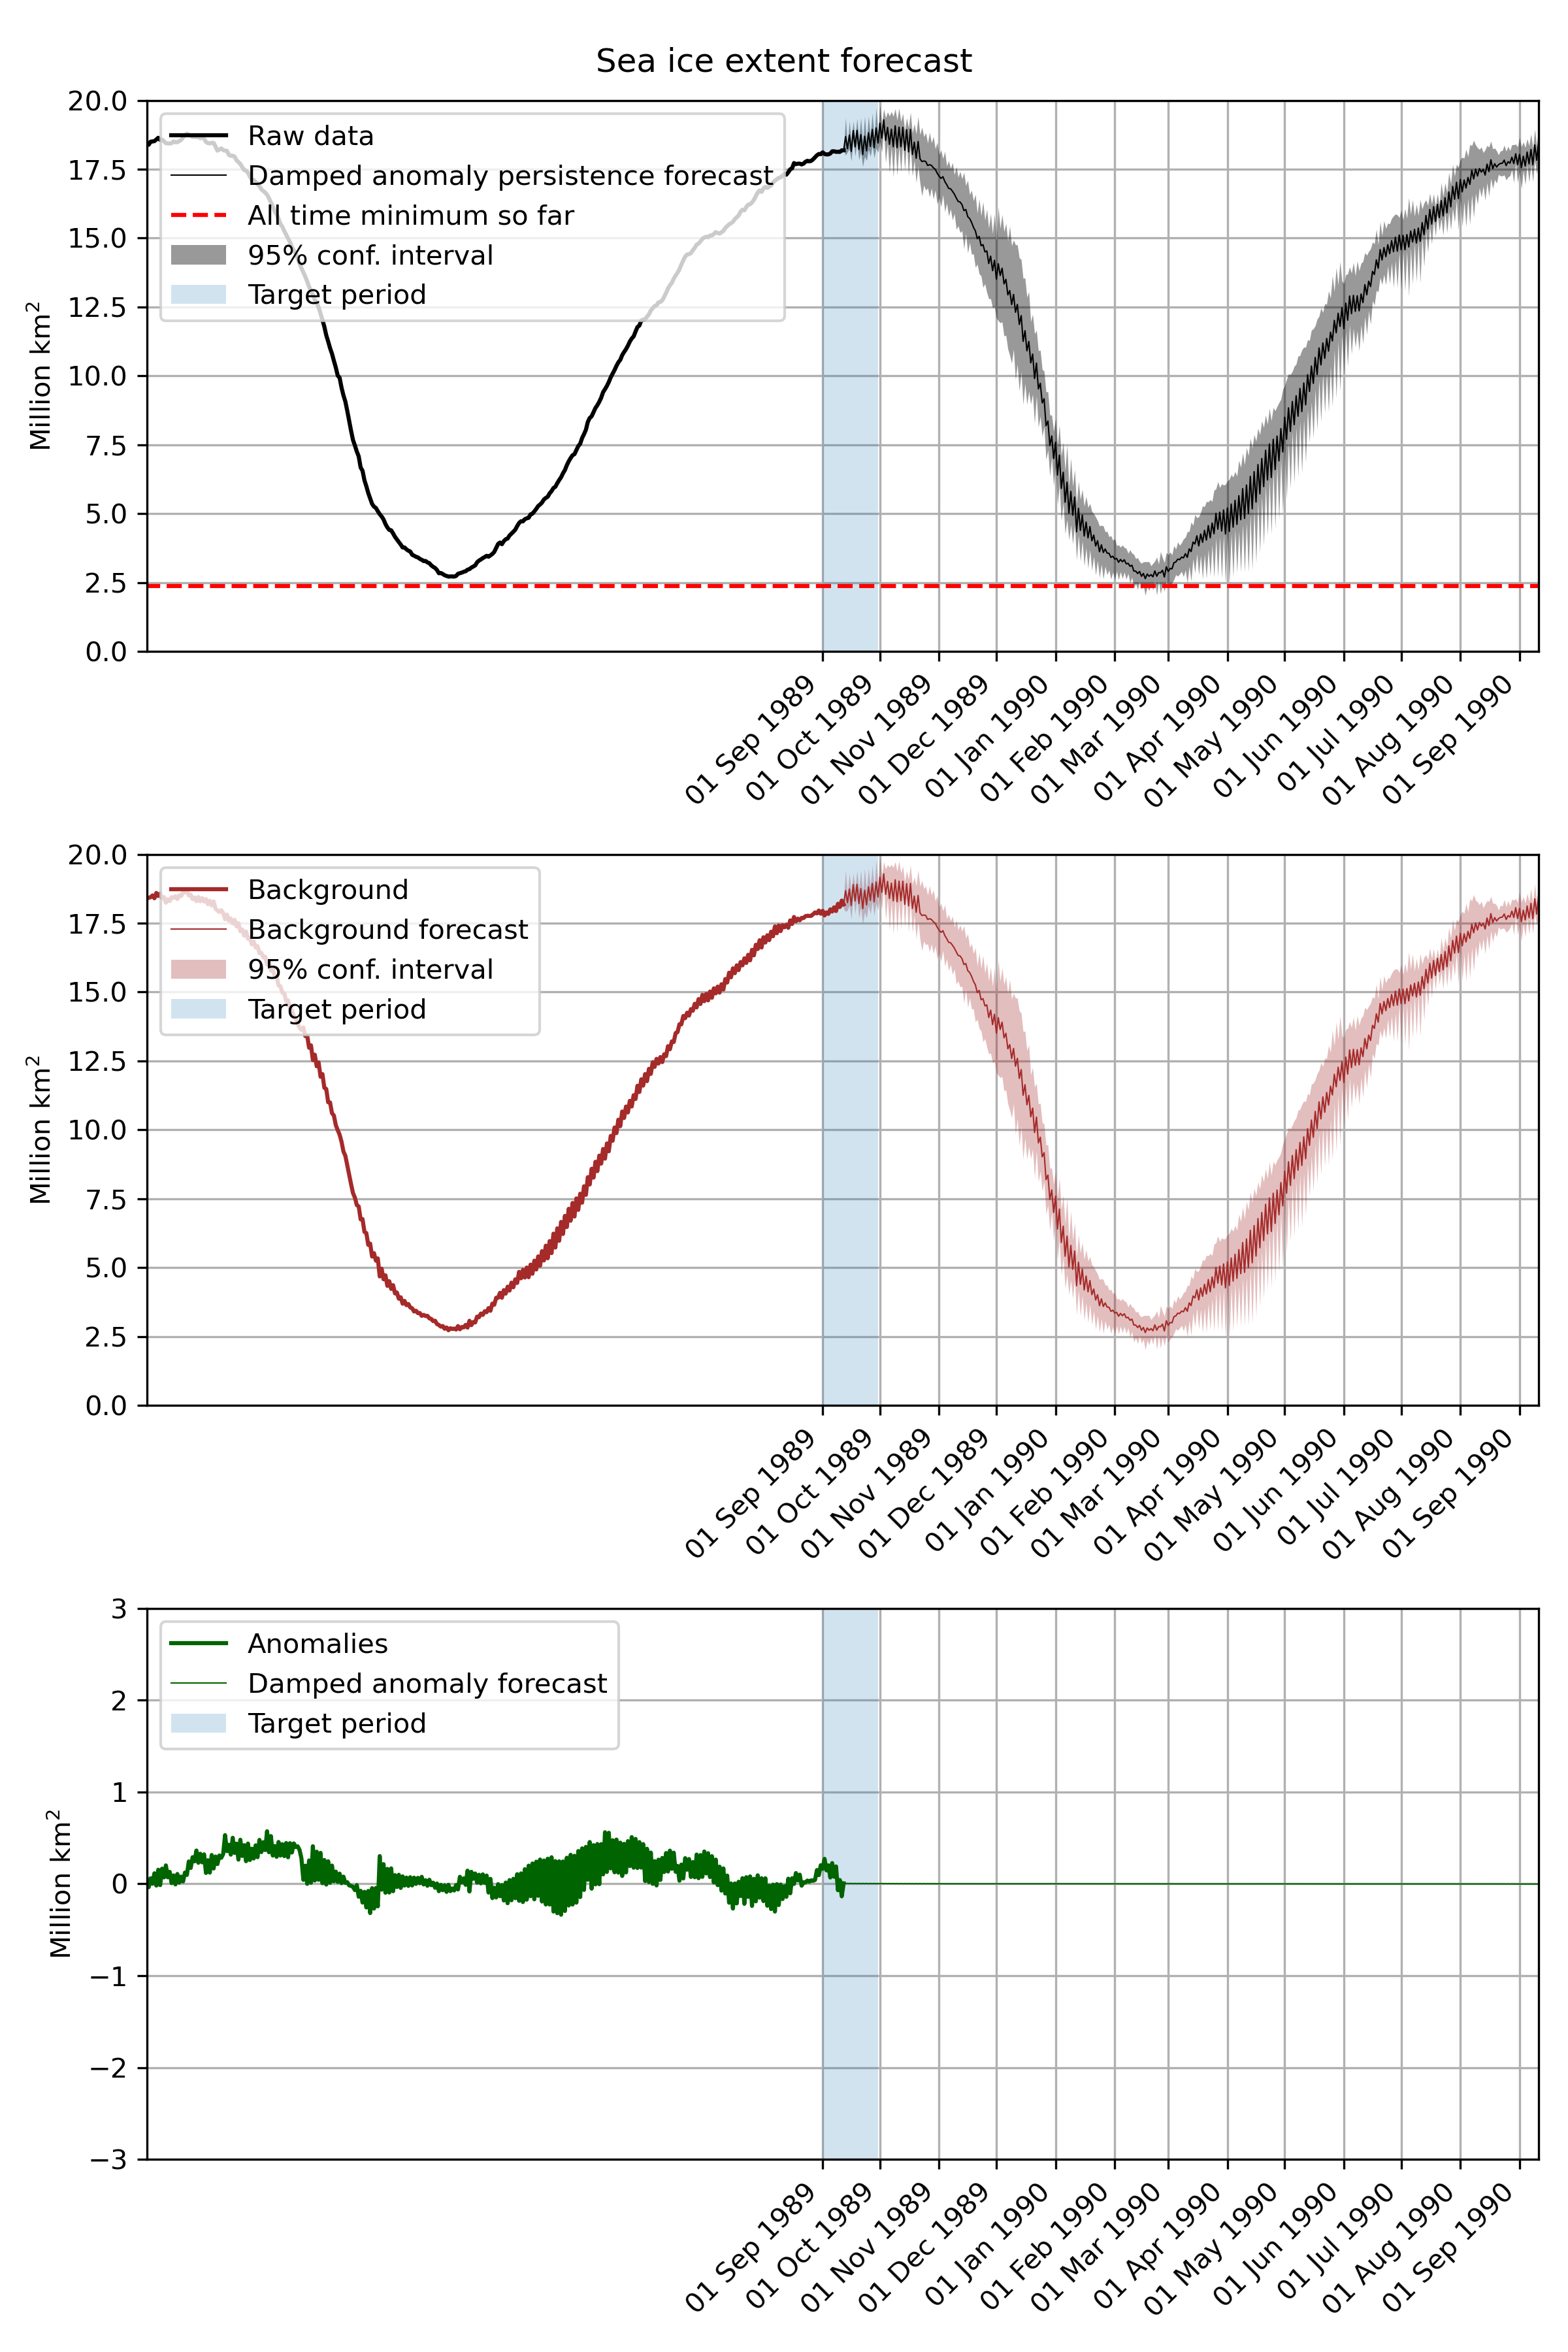 Sea ice extent forecast
20.0
17.5
15.0
12.5
10.0
7.5
5.0
2.5
0.0
Million km²
Raw data
Damped anomaly persistence forecast
All time minimum so far
95% conf. interval
Target period
01 Sep 1989
01 Oct 1989
01 Nov 1989
01 Dec 1989
01 Jan 1990
01 Feb 1990
01 Mar 1990
01 Apr 1990
01 May 1990
01 Jun 1990
01 Jul 1990
01 Aug 1990
01 Sep 1990
20.0
17.5
15.0
12.5
10.0
7.5
5.0
2.5
0.0
Million km²
Background
Background forecast
95% conf. interval
Target period
01 Sep 1989
01 Oct 1989
01 Nov 1989
01 Dec 1989
01 Jan 1990
01 Feb 1990
01 Mar 1990
01 Apr 1990
01 May 1990
01 Jun 1990
01 Jul 1990
01 Aug 1990
01 Sep 1990
3
2
1
0
−1
−2
−3
Million km²
Anomalies
Damped anomaly forecast
Target period
01 Sep 1989
01 Oct 1989
01 Nov 1989
01 Dec 1989
01 Jan 1990
01 Feb 1990
01 Mar 1990
01 Apr 1990
01 May 1990
01 Jun 1990
01 Jul 1990
01 Aug 1990
01 Sep 1990